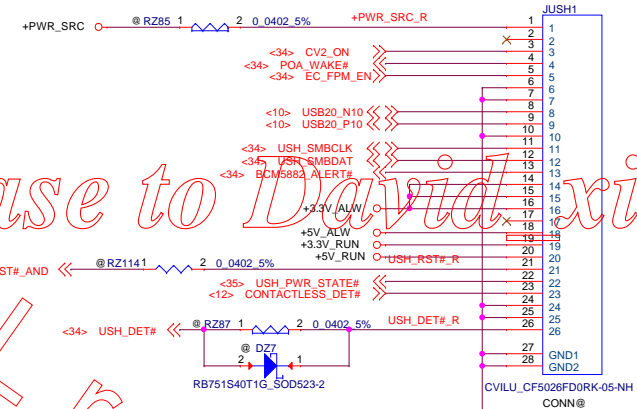 JUSH1
+PWR_SRC @ RZ85 1 2 0_0402_5% +PWR_SRC_R 1 1
2 2
<34> CV2_ON 3 3
<34> POA_WAKE# 4 4
<34> EC_FPM_EN 5 5
6 6
7 7
<10> USB20_N10 8 8
<10> USB20_P10 9 9
10 10
<34> USH_SMBCLK 11 11
<34> USH_SMBDAT 12 12
<34> BCM5882_ALERT# 13 13
14 14
15 15
+3.3V_ALW 16 16
17 17
+5V_ALW 18 18
+3.3V_RUN 19 19
+5V_RUN USH_RST#_R 20 20
ST#_AND @ RZ114 1 2 0_0402_5% 21 21
<35> USH_PWR_STATE# 22 22
<12> CONTACTLESS_DET# 23 23
24 24
25 25
<34> USH_DET# @ RZ87 1 2 0_0402_5% USH_DET#_R 26 26
@ DZ7
2 1
RB751S40T1G_SOD523-2
27 GND1
28 GND2
CVILU_CF5026FD0RK-05-NH
CONN@
ase to David xi